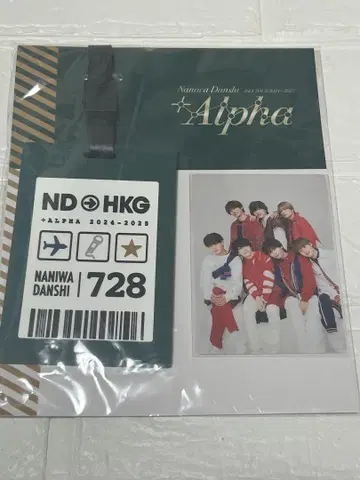 Naniwa Danshi
+Alpha
ND→HKG
+ALPHA 2024-2025
NANIWA
DANSHI
728